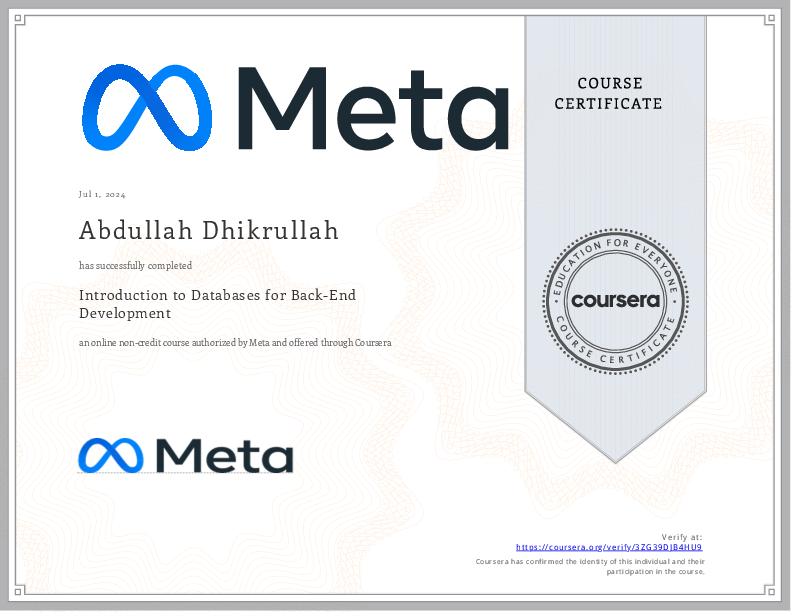 Meta
COURSE
CERTIFICATE
Jul 1, 2024
Abdullah Dhikrullah
has successfully completed
Introduction to Databases for Back-End
Development
an online non-credit course authorized by Meta and offered through Coursera
EDUCATION FOR EVERYONE
coursera
COURSE CERTIFICATE
Meta
Verify at:
https://coursera.org/verify/3ZG39DJB4HU9
Coursera has confirmed the identity of this individual and their
participation in the course.